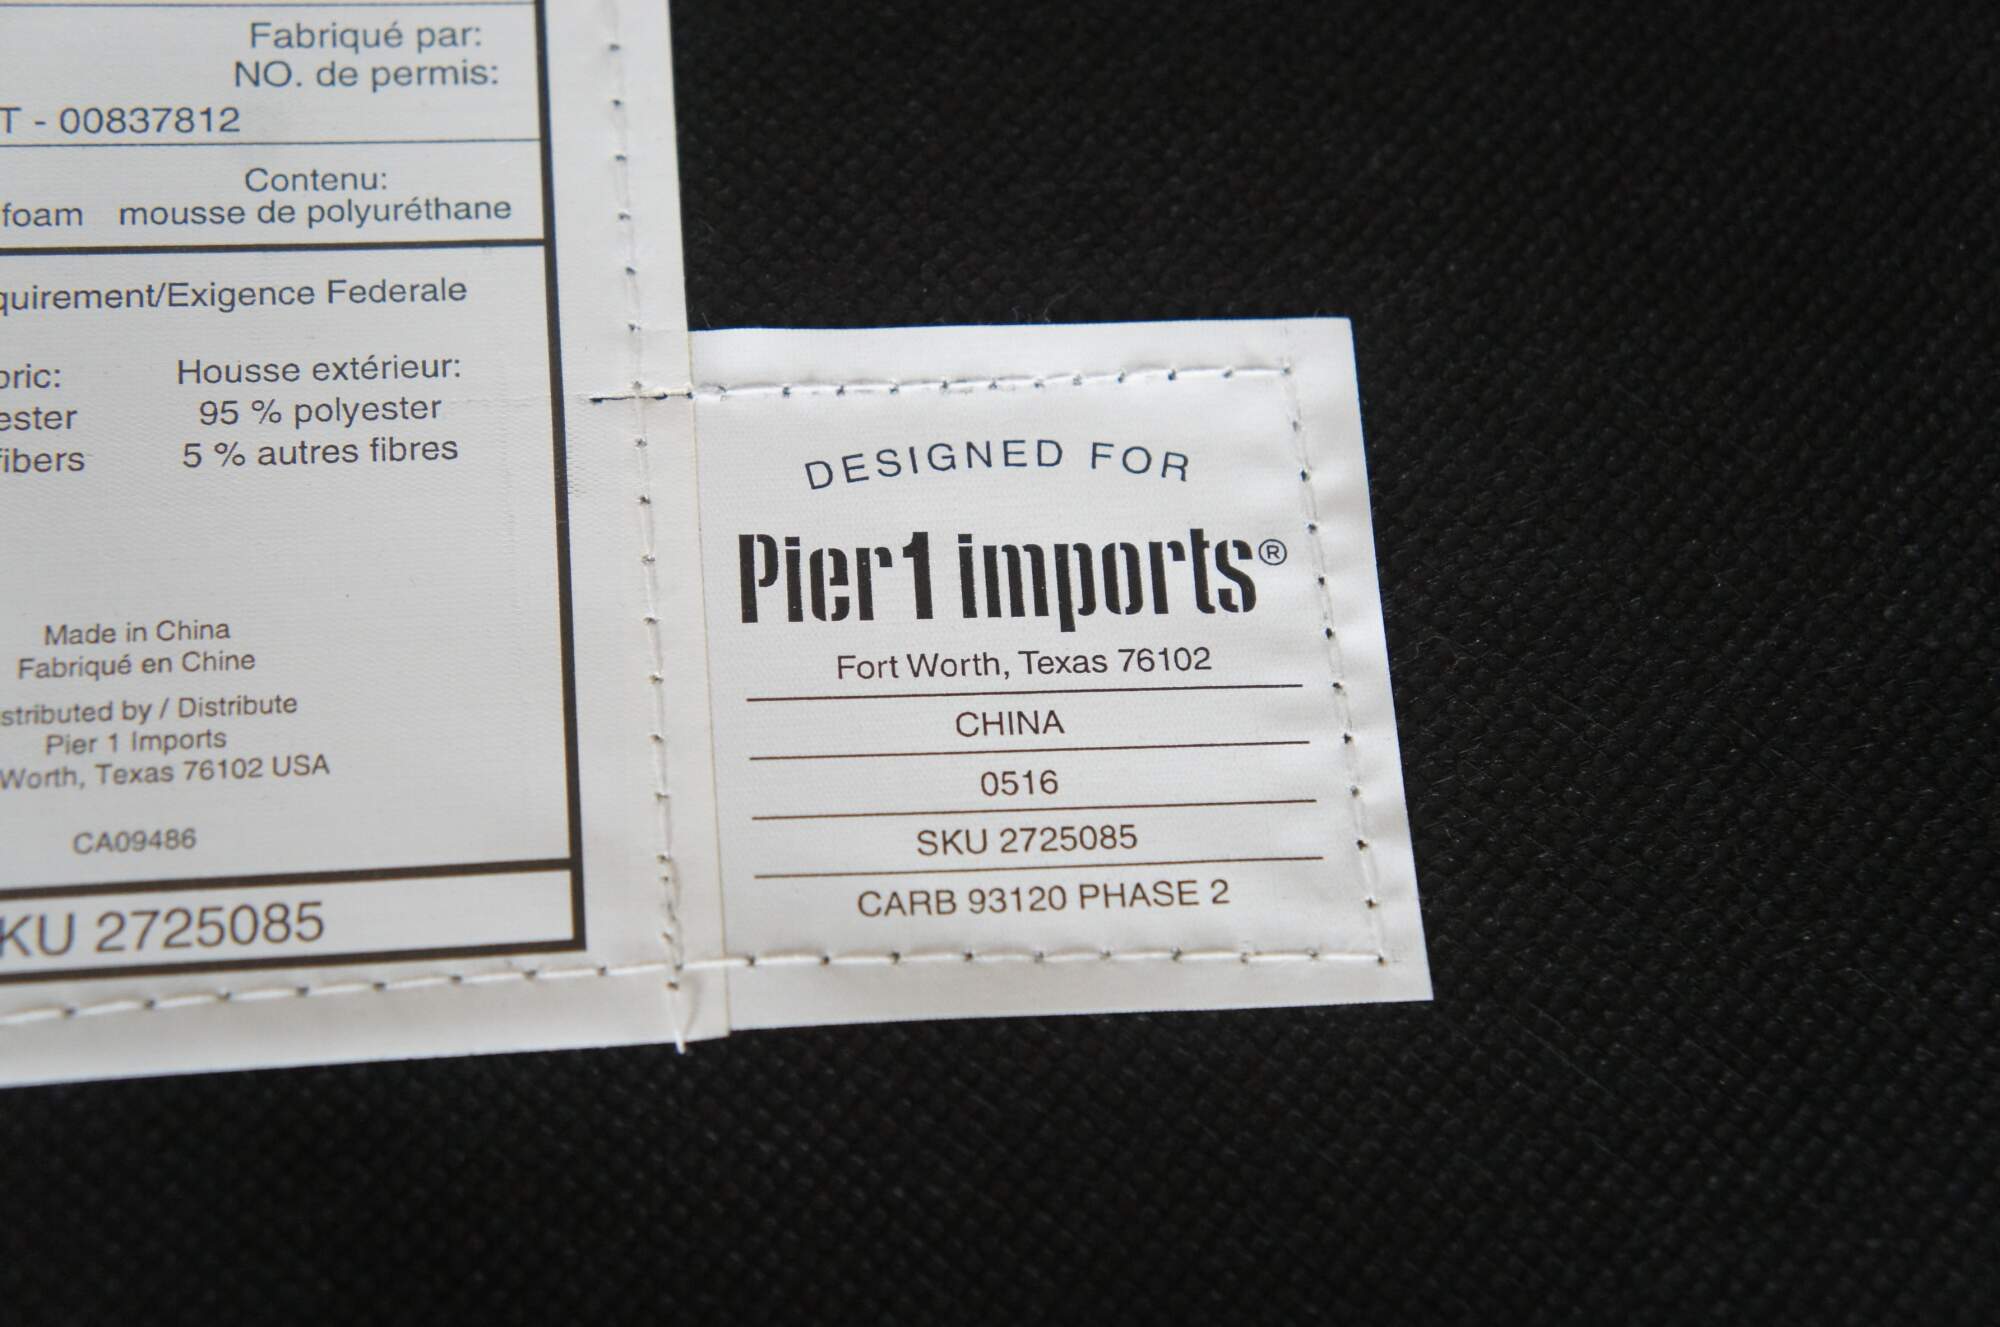 Fabriqué par:
NO. de permis:
T - 00837812
Contenu:
foam mousse de polyuréthane
quirement/Exigence Federale
bric: Housse extérieur:
ester 95 % polyester
fibers 5 % autres fibres
Made in China
Fabriqué en Chine
stributed by / Distribute
Pier 1 Imports
Worth, Texas 76102 USA
CA09486
KU 2725085
DESIGNED FOR
Pier 1 imports®
Fort Worth, Texas 76102
CHINA
0516
SKU 2725085
CARB 93120 PHASE 2